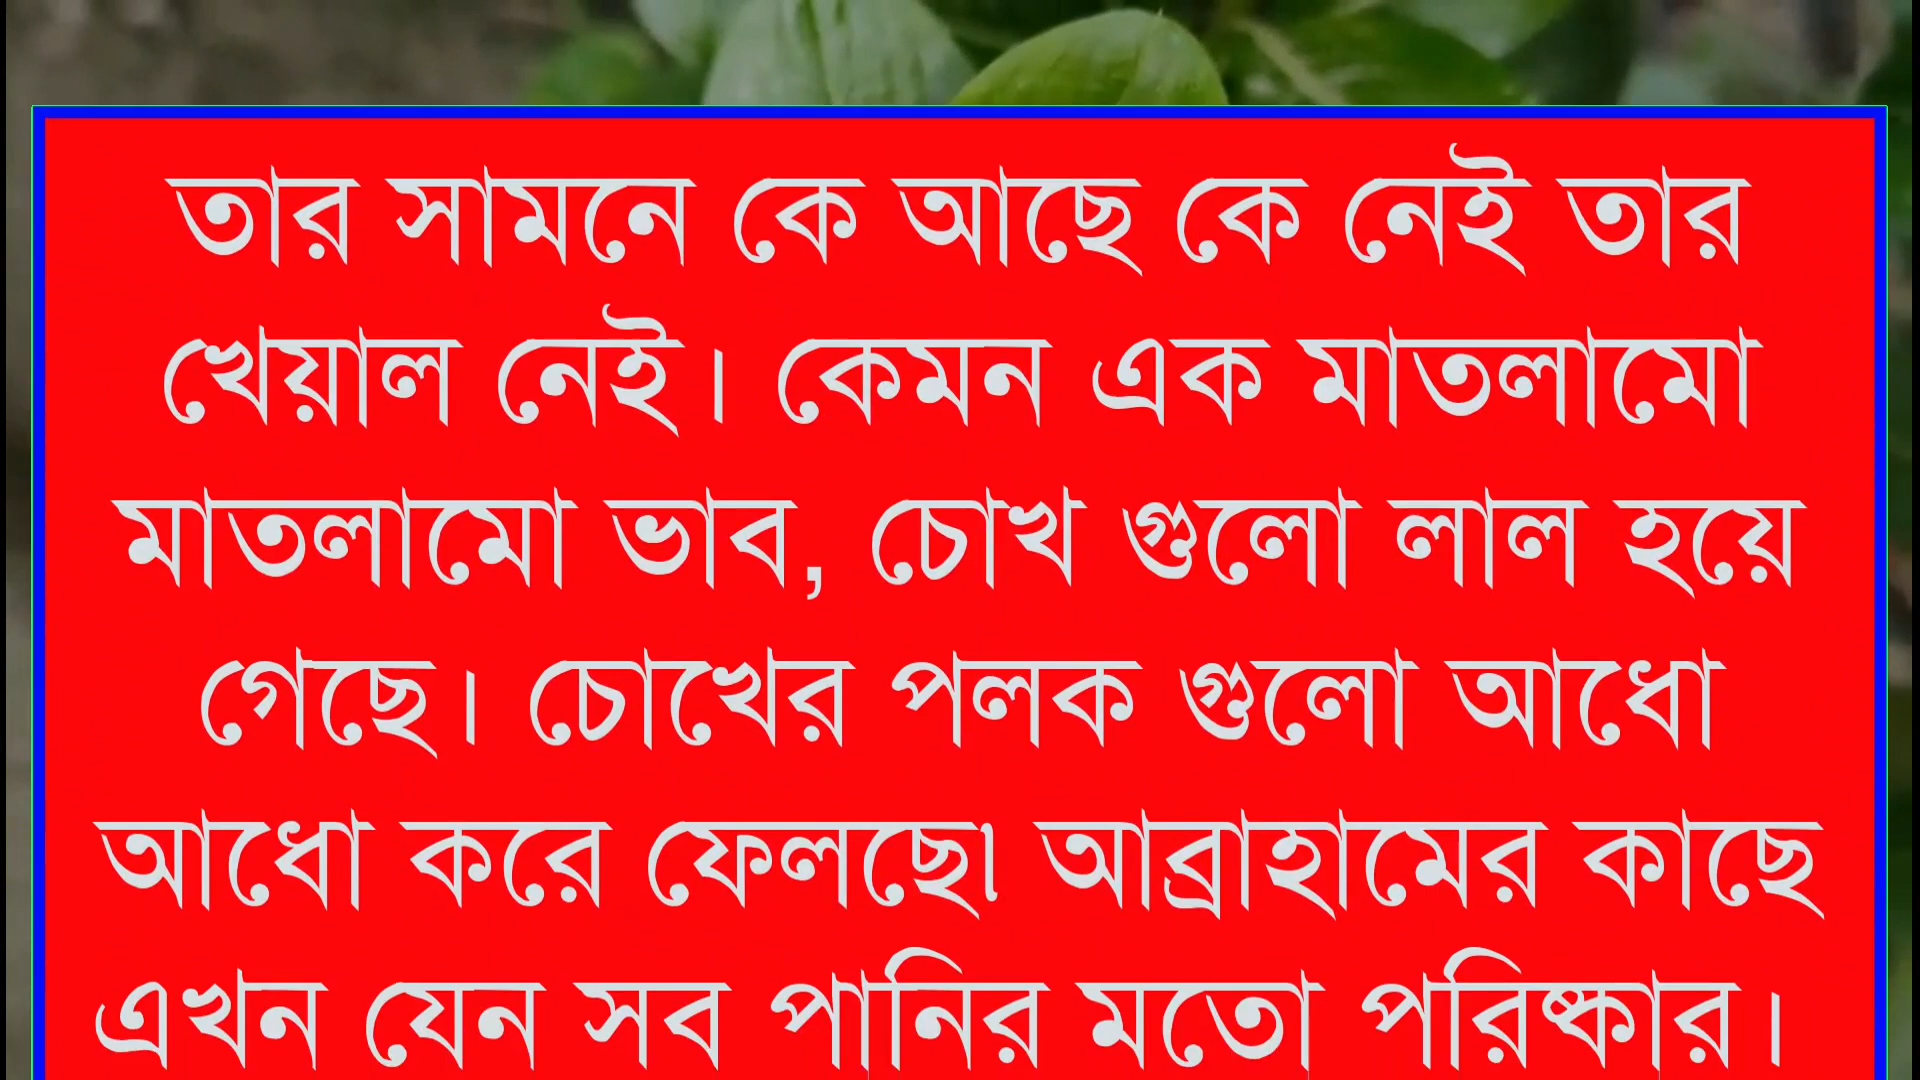 তার সামনে কে আছে কে নেই তার
খেয়াল নেই। কেমন এক মাতলামো
মাতলামো ভাব, চোখ গুলো লাল হয়ে
গেছে। চোখের পলক গুলো আধো
আধো করে ফেলছে৷ আব্রাহামের কাছে
এখন যেন সব পানির মতো পরিষ্কার।